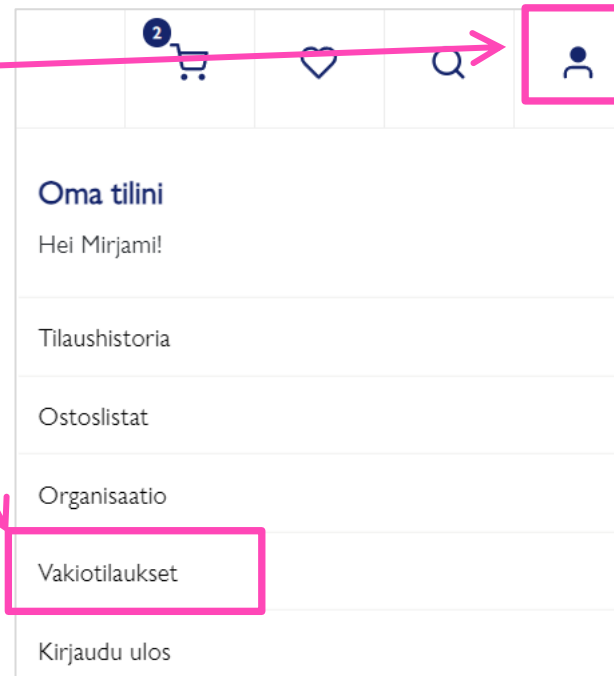 2
Oma tilini
Hei Mirjami!
Tilaushistoria
Ostoslistat
Organisaatio
Vakiotilaukset
Kirjaudu ulos